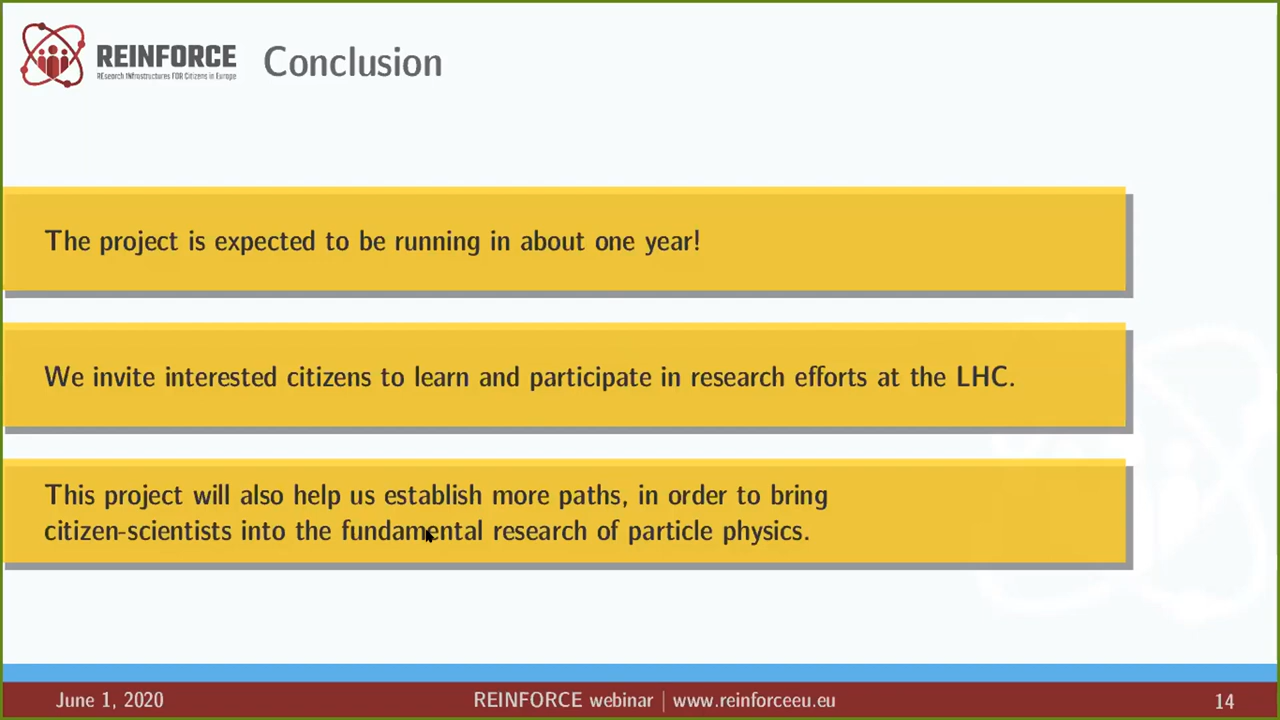 REINFORCE
REsearch INfrastructures FOR Citizens in Europe
Conclusion
The project is expected to be running in about one year!
We invite interested citizens to learn and participate in research efforts at the LHC.
This project will also help us establish more paths, in order to bring
citizen-scientists into the fundamental research of particle physics.
June 1, 2020
REINFORCE webinar | www.reinforceeu.eu
14